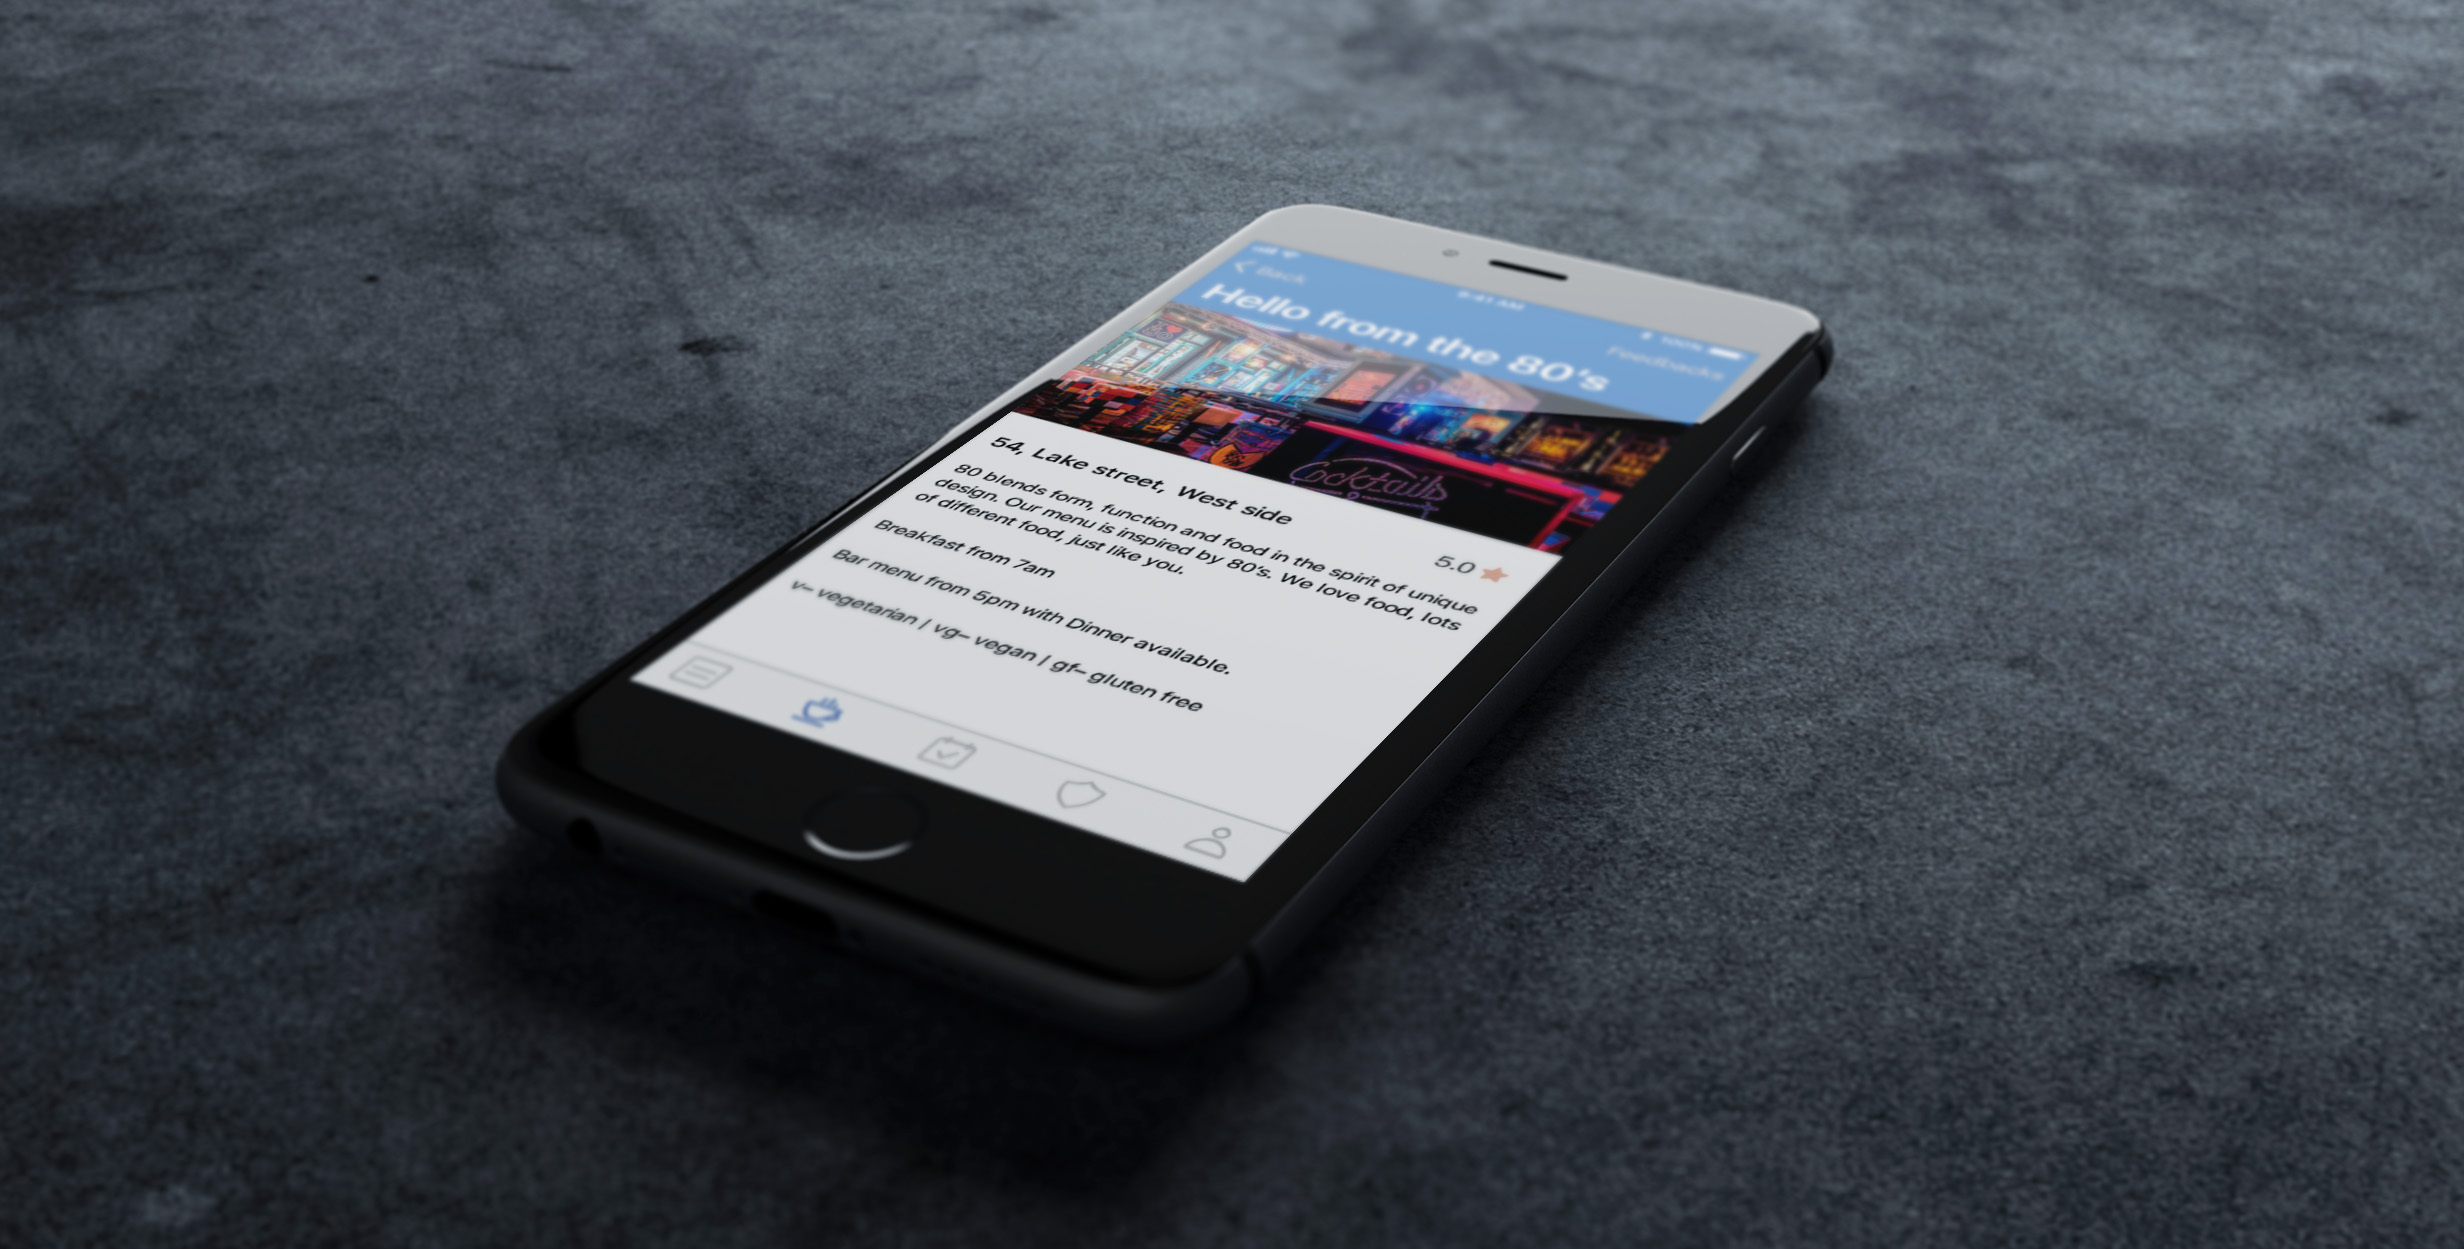 Back
9:41 AM
100%
Feedbacks
Hello from the 80's
Cocktails
54, Lake street, West side
5.0
80 blends form, function and food in the spirit of unique
design. Our menu is inspired by 80's. We love food, lots
of different food, just like you.
Breakfast from 7am
Bar menu from 5pm with Dinner available.
v– vegetarian | vg– vegan | gf– gluten free